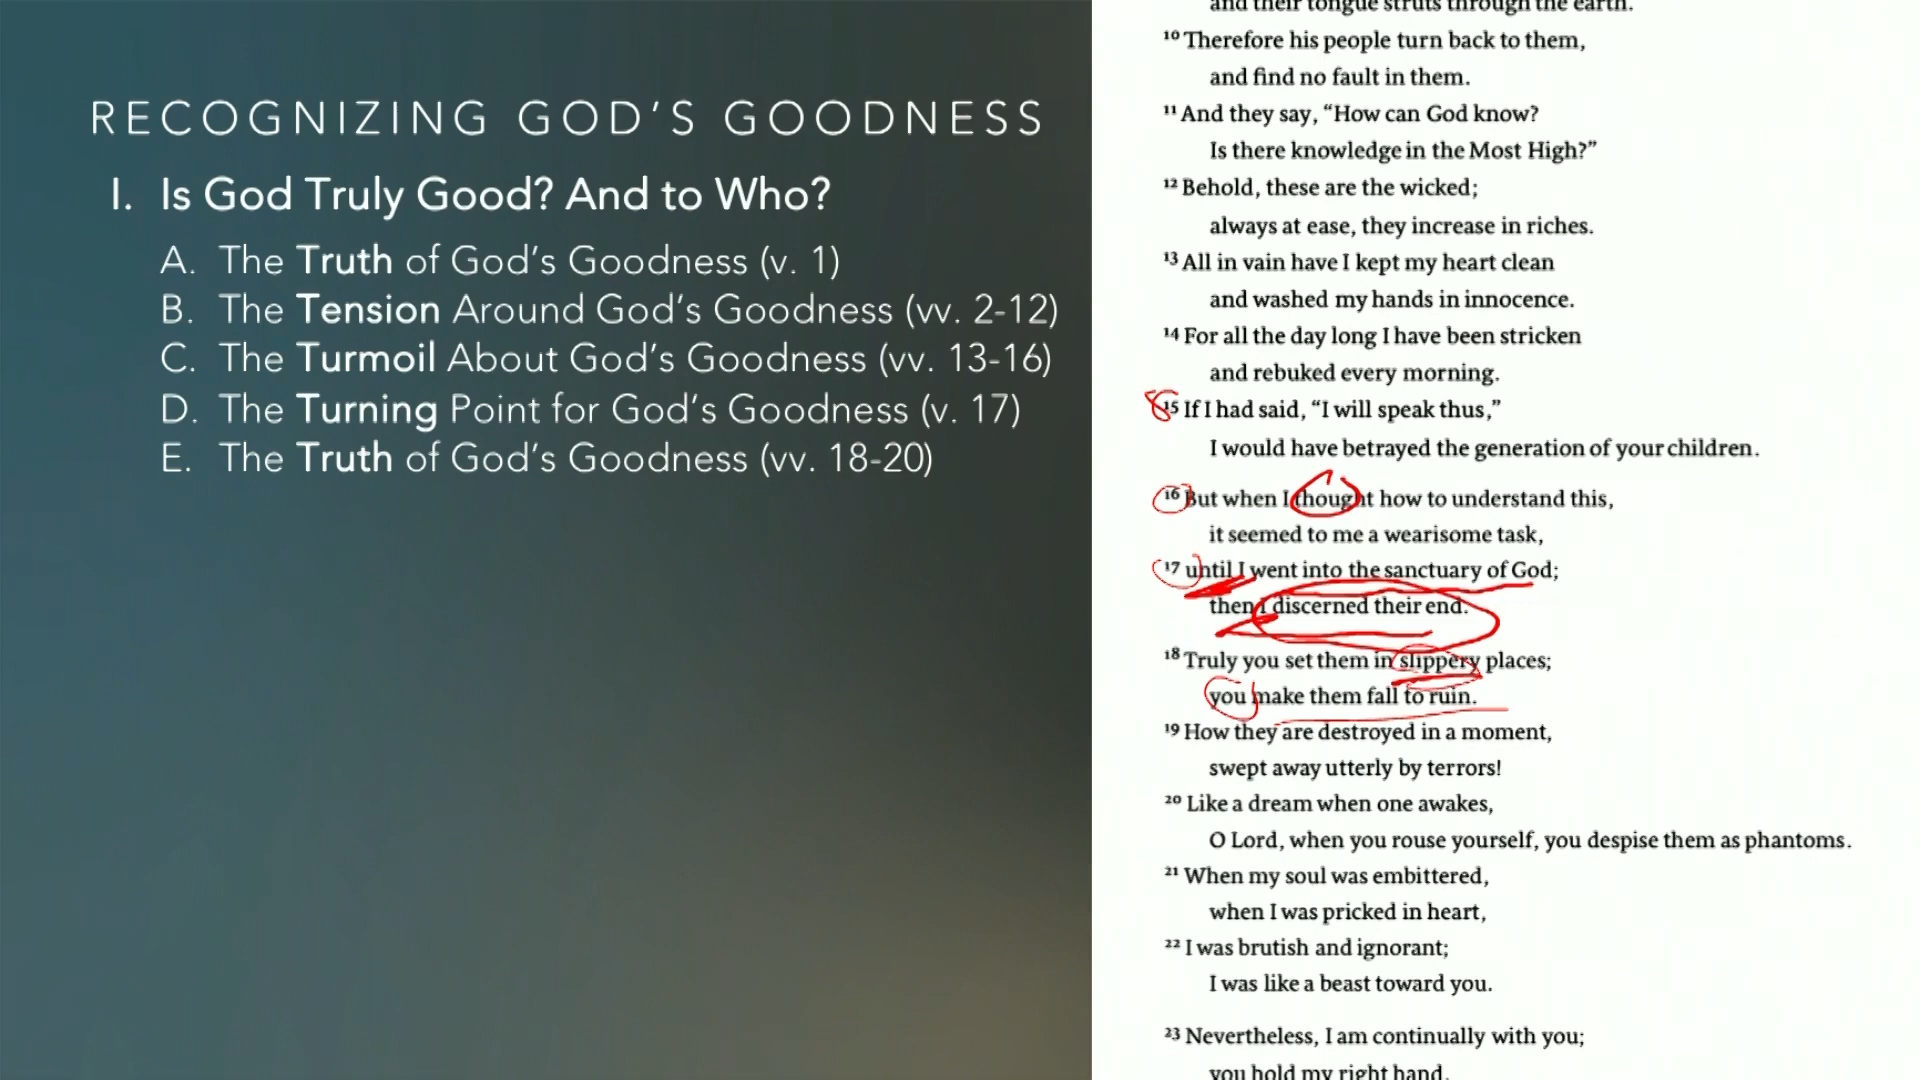 RECOGNIZING GOD'S GOODNESS
I. Is God Truly Good? And to Who?
A. The Truth of God's Goodness (v. 1)
B. The Tension Around God's Goodness (vv. 2-12)
C. The Turmoil About God's Goodness (vv. 13-16)
D. The Turning Point for God's Goodness (v. 17)
E. The Truth of God's Goodness (vv. 18-20)
and their tongue struts through the earth.
10 Therefore his people turn back to them,
and find no fault in them.
11 And they say, “How can God know?
Is there knowledge in the Most High?”
12 Behold, these are the wicked;
always at ease, they increase in riches.
13 All in vain have I kept my heart clean
and washed my hands in innocence.
14 For all the day long I have been stricken
and rebuked every morning.
15 If I had said, “I will speak thus,”
I would have betrayed the generation of your children.
16 But when I thought how to understand this,
it seemed to me a wearisome task,
17 until I went into the sanctuary of God;
then I discerned their end.
18 Truly you set them in slippery places;
you make them fall to ruin.
19 How they are destroyed in a moment,
swept away utterly by terrors!
20 Like a dream when one awakes,
O Lord, when you rouse yourself, you despise them as phantoms.
21 When my soul was embittered,
when I was pricked in heart,
22 I was brutish and ignorant;
I was like a beast toward you.
23 Nevertheless, I am continually with you;
you hold my right hand.